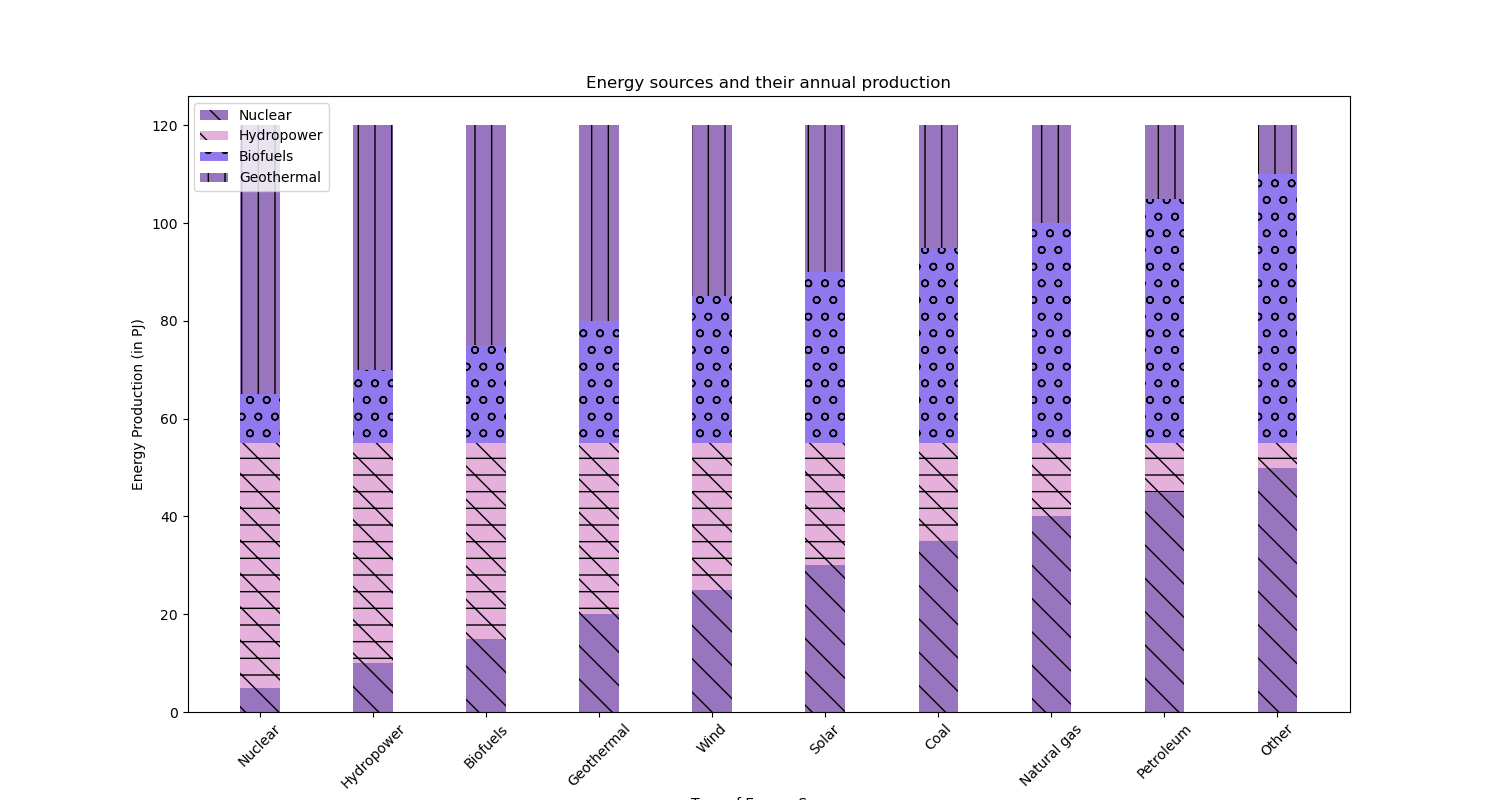 Energy sources and their annual production
Nuclear
Hydropower
Biofuels
Geothermal
Energy Production (in PJ)
120
100
80
60
40
20
0
Nuclear
Hydropower
Biofuels
Geothermal
Wind
Solar
Coal
Natural gas
Petroleum
Other